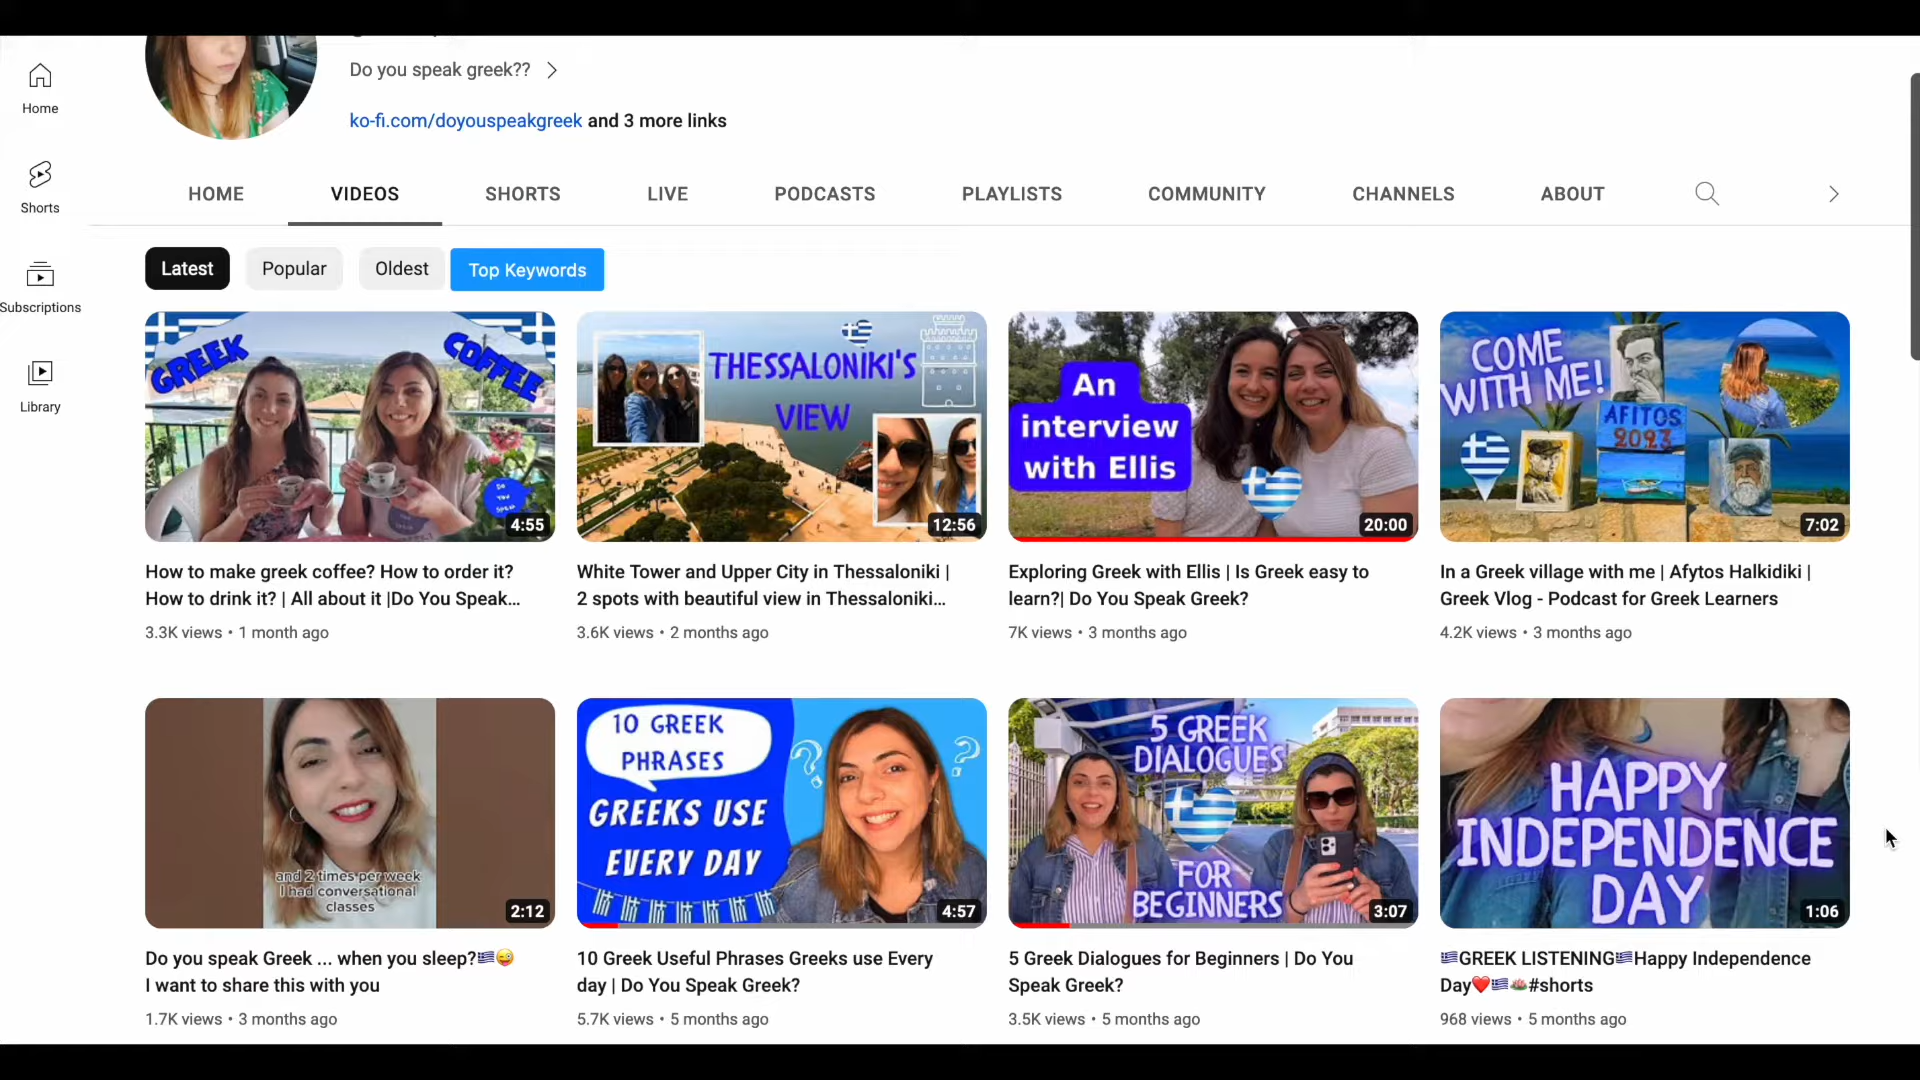 Do you speak greek??
Home
ko-fi.com/doyouspeakgreek and 3 more links
Shorts
HOME VIDEOS SHORTS LIVE PODCASTS PLAYLISTS COMMUNITY CHANNELS ABOUT
Subscriptions
Latest Popular Oldest Top Keywords
Library
GREEK COFFEE
4:55
THESSALONIKI'S
VIEW
12:56
An
interview
with Ellis
20:00
COME
WITH ME!
AFITOS
2023
7:02
How to make greek coffee? How to order it?
How to drink it? | All about it |Do You Speak...
3.3K views • 1 month ago
White Tower and Upper City in Thessaloniki |
2 spots with beautiful view in Thessaloniki...
3.6K views • 2 months ago
Exploring Greek with Ellis | Is Greek easy to
learn?| Do You Speak Greek?
7K views • 3 months ago
In a Greek village with me | Afytos Halkidiki |
Greek Vlog - Podcast for Greek Learners
4.2K views • 3 months ago
and 2 times per week
I had conversational
classes
2:12
10 GREEK
PHRASES
GREEKS USE
EVERY DAY
4:57
5 GREEK
DIALOGUES
FOR
BEGINNERS
3:07
HAPPY
INDEPENDENCE
DAY
1:06
Do you speak Greek ... when you sleep?🇬🇷😜
I want to share this with you
1.7K views • 3 months ago
10 Greek Useful Phrases Greeks use Every
day | Do You Speak Greek?
5.7K views • 5 months ago
5 Greek Dialogues for Beginners | Do You
Speak Greek?
3.5K views • 5 months ago
🇬🇷GREEK LISTENING🇬🇷Happy Independence
Day❤️🇬🇷🪷#shorts
968 views • 5 months ago